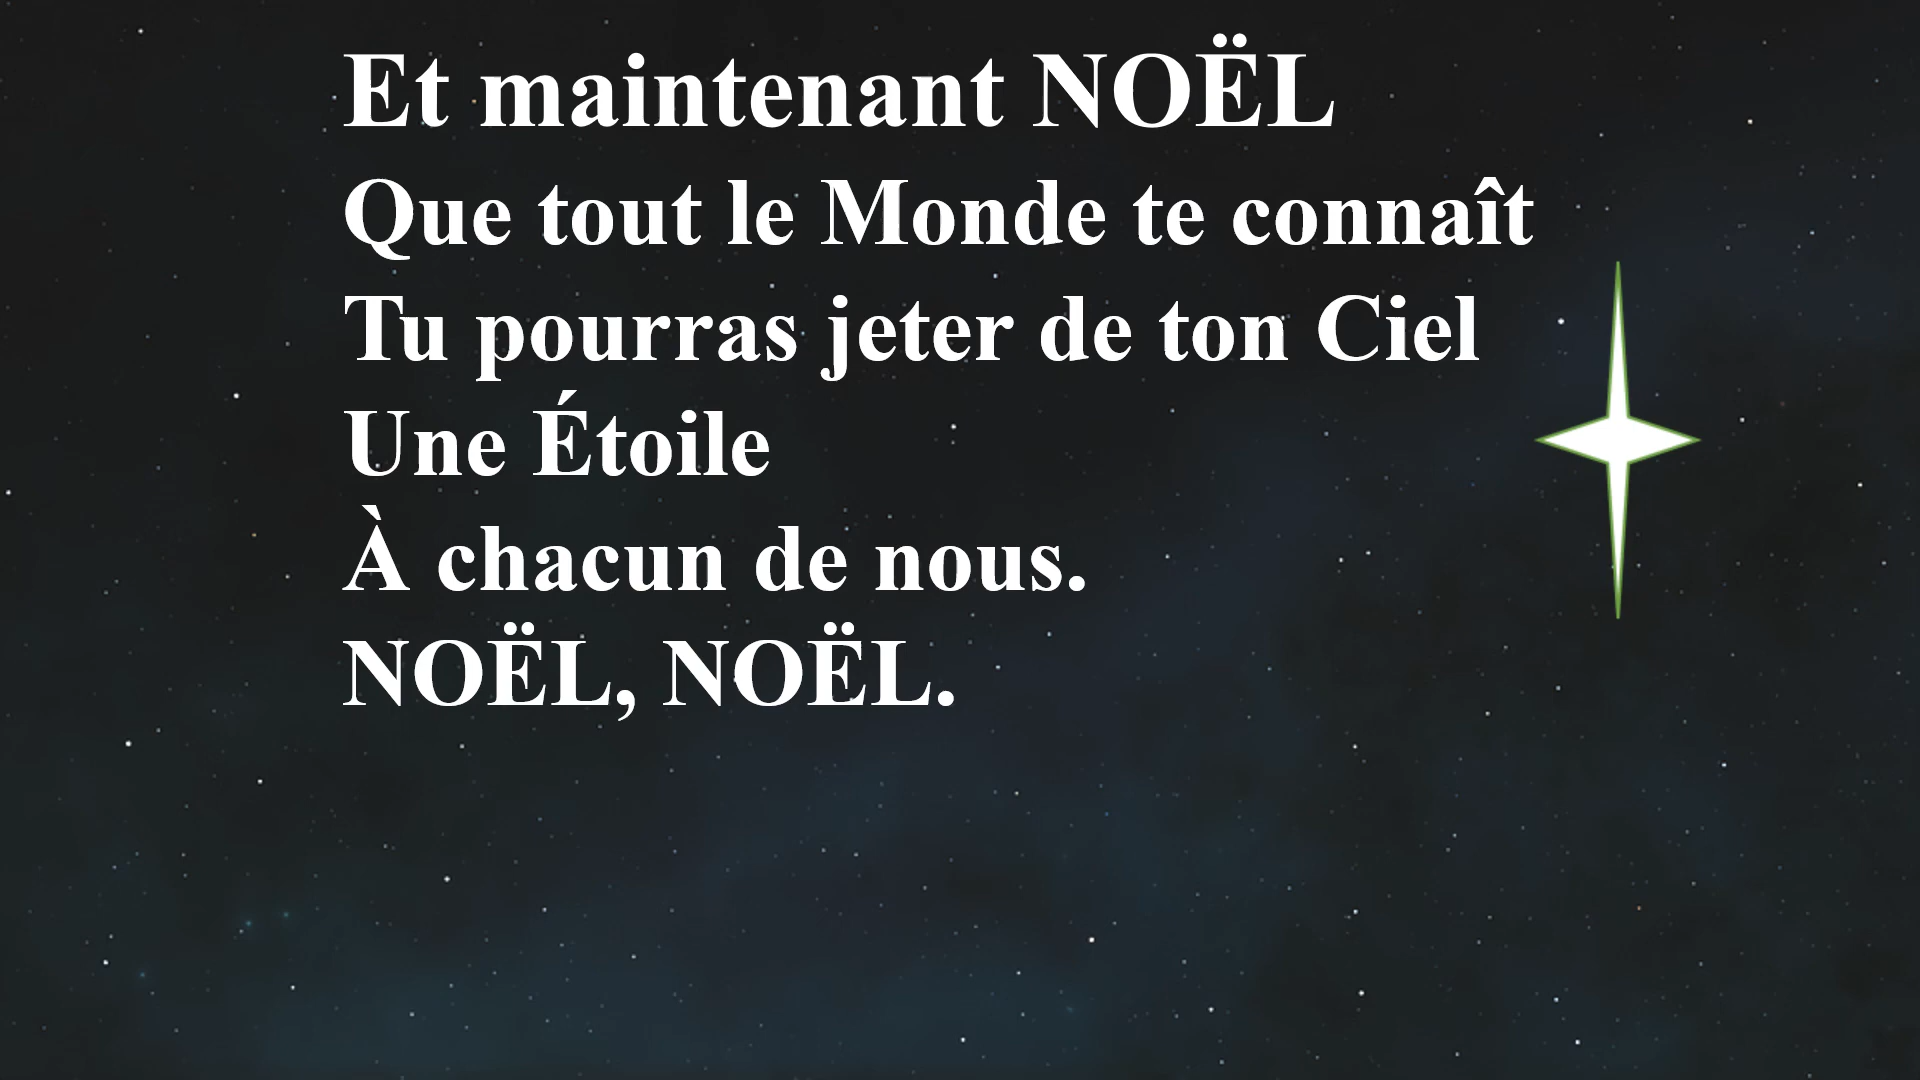 Et maintenant NOËL
Que tout le Monde te connaît
Tu pourras jeter de ton Ciel
Une Étoile
À chacun de nous.
NOËL, NOËL.